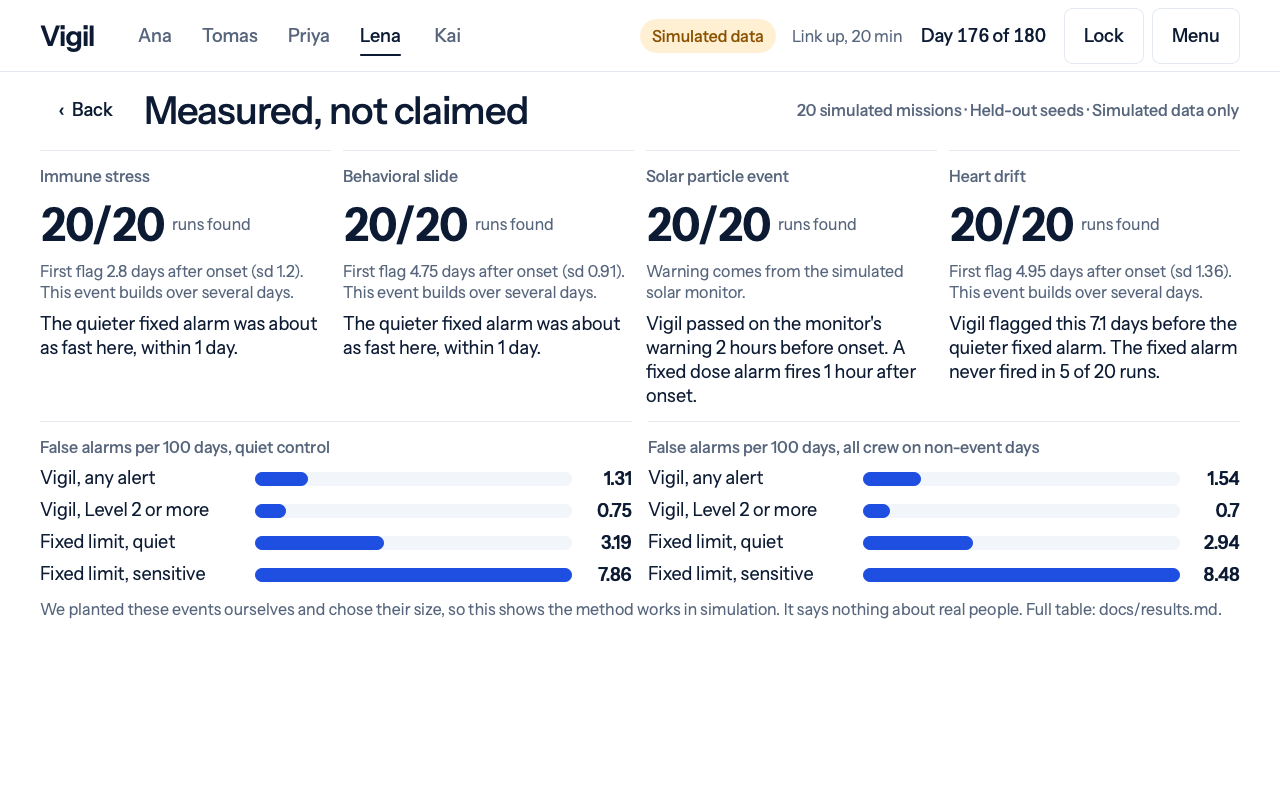 Vigil
Ana
Tomas
Priya
Lena
Kai
Simulated data
Link up, 20 min
Day 176 of 180
Lock
Menu
‹ Back
Measured, not claimed
20 simulated missions · Held-out seeds · Simulated data only
Immune stress
20/20 runs found
First flag 2.8 days after onset (sd 1.2).
This event builds over several days.
The quieter fixed alarm was about
as fast here, within 1 day.
Behavioral slide
20/20 runs found
First flag 4.75 days after onset (sd 0.91).
This event builds over several days.
The quieter fixed alarm was about
as fast here, within 1 day.
Solar particle event
20/20 runs found
Warning comes from the simulated
solar monitor.
Vigil passed on the monitor's
warning 2 hours before onset. A
fixed dose alarm fires 1 hour after
onset.
Heart drift
20/20 runs found
First flag 4.95 days after onset (sd 1.36).
This event builds over several days.
Vigil flagged this 7.1 days before the
quieter fixed alarm. The fixed alarm
never fired in 5 of 20 runs.
False alarms per 100 days, quiet control
Vigil, any alert 1.31
Vigil, Level 2 or more 0.75
Fixed limit, quiet 3.19
Fixed limit, sensitive 7.86
False alarms per 100 days, all crew on non-event days
Vigil, any alert 1.54
Vigil, Level 2 or more 0.7
Fixed limit, quiet 2.94
Fixed limit, sensitive 8.48
We planted these events ourselves and chose their size, so this shows the method works in simulation. It says nothing about real people. Full table: docs/results.md.